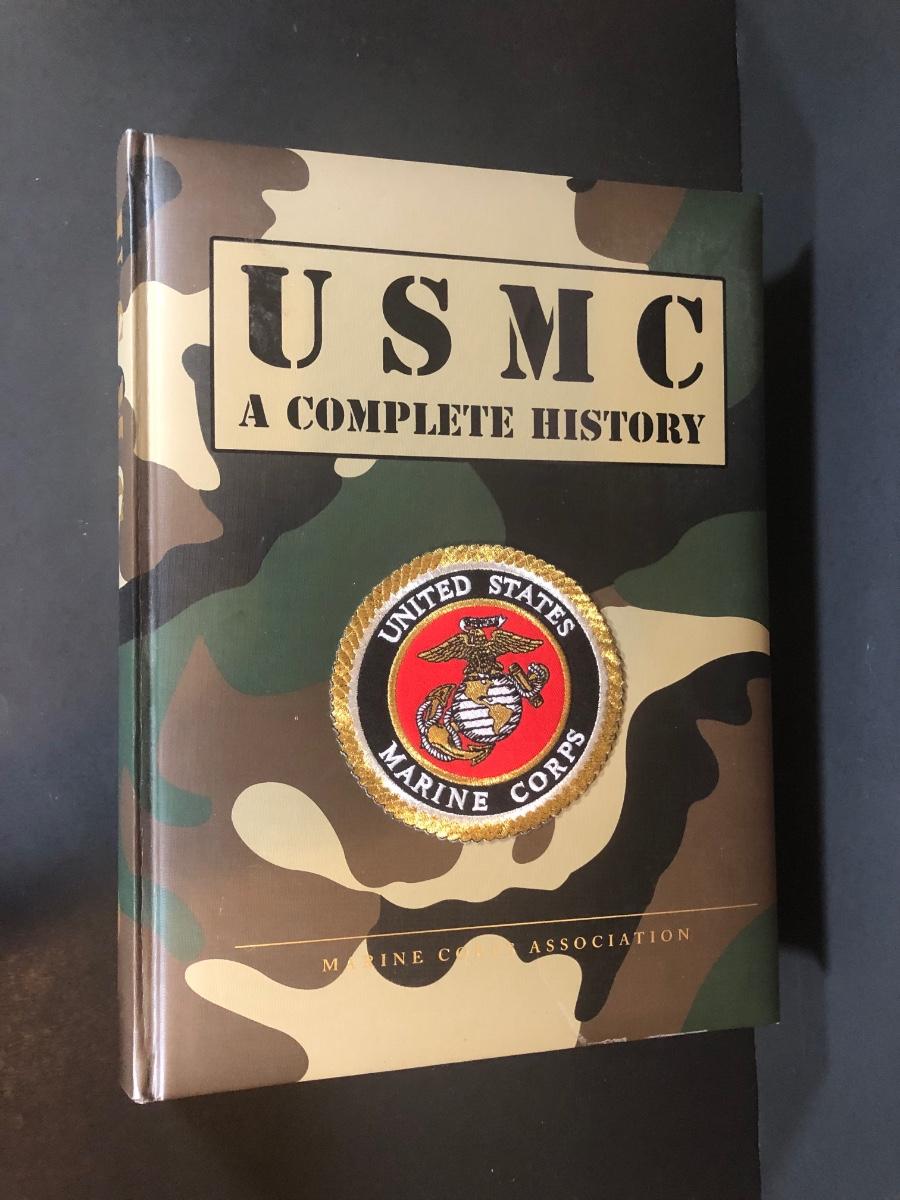 USMC
A COMPLETE HISTORY
UNITED STATES
MARINE CORPS
MARINE CORPS ASSOCIATION